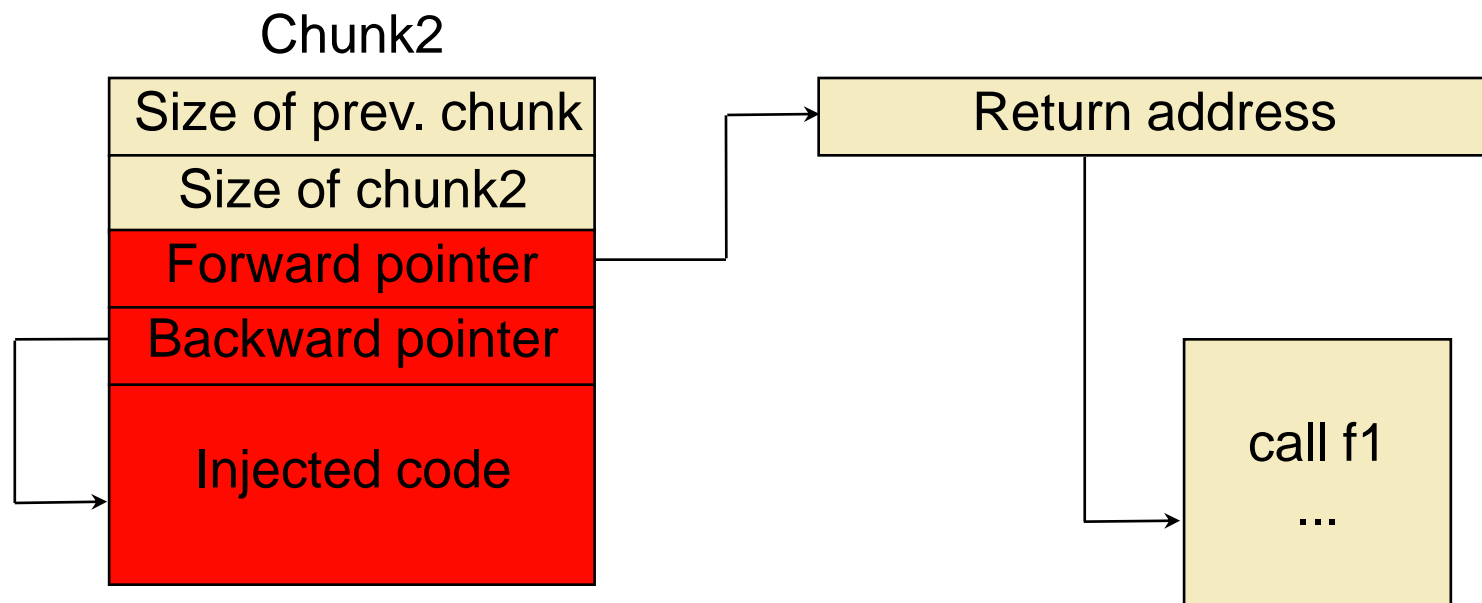 Chunk2
Size of prev. chunk
Size of chunk2
Forward pointer
Backward pointer
Injected code
Return address
call f1
...